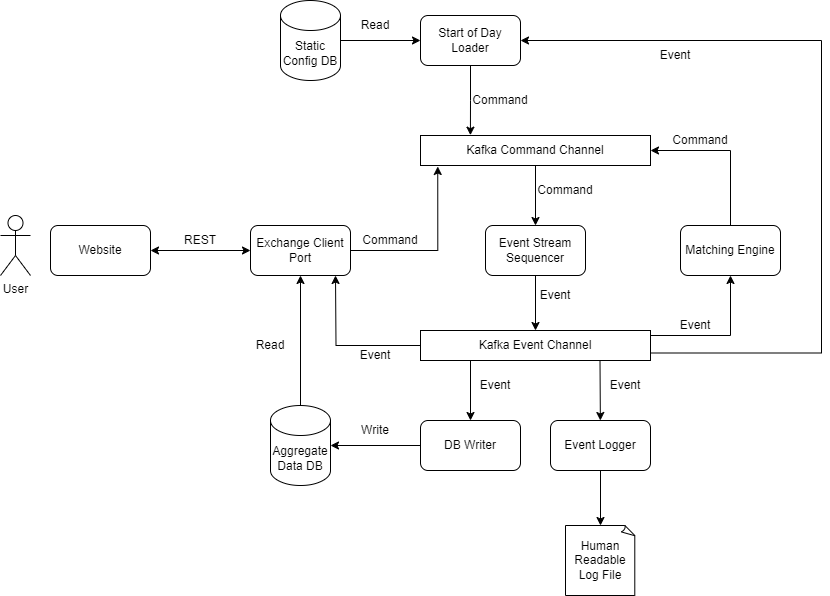 Static
Config DB
Read
Start of Day
Loader
Event
Command
Kafka Command Channel
Command
Command
User
Website
REST
Exchange Client
Port
Command
Event Stream
Sequencer
Matching Engine
Event
Event
Kafka Event Channel
Read
Event
Event
Event
Aggregate
Data DB
Write
DB Writer
Event Logger
Human
Readable
Log File